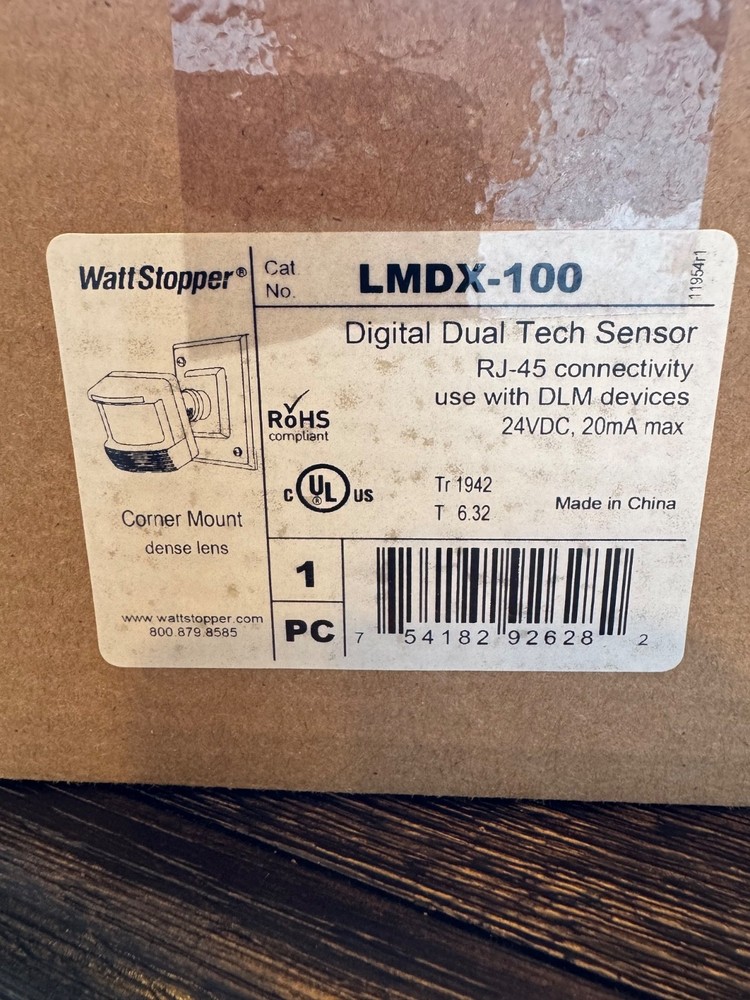 WattStopper®
Cat
No.
LMDX-100
11954r1
Digital Dual Tech Sensor
RJ-45 connectivity
use with DLM devices
24VDC, 20mA max
RoHS
compliant
c UL us
Tr 1942
T 6.32
Made in China
Corner Mount
dense lens
www.wattstopper.com
800.879.8585
1
PC
7 54182 92628 2